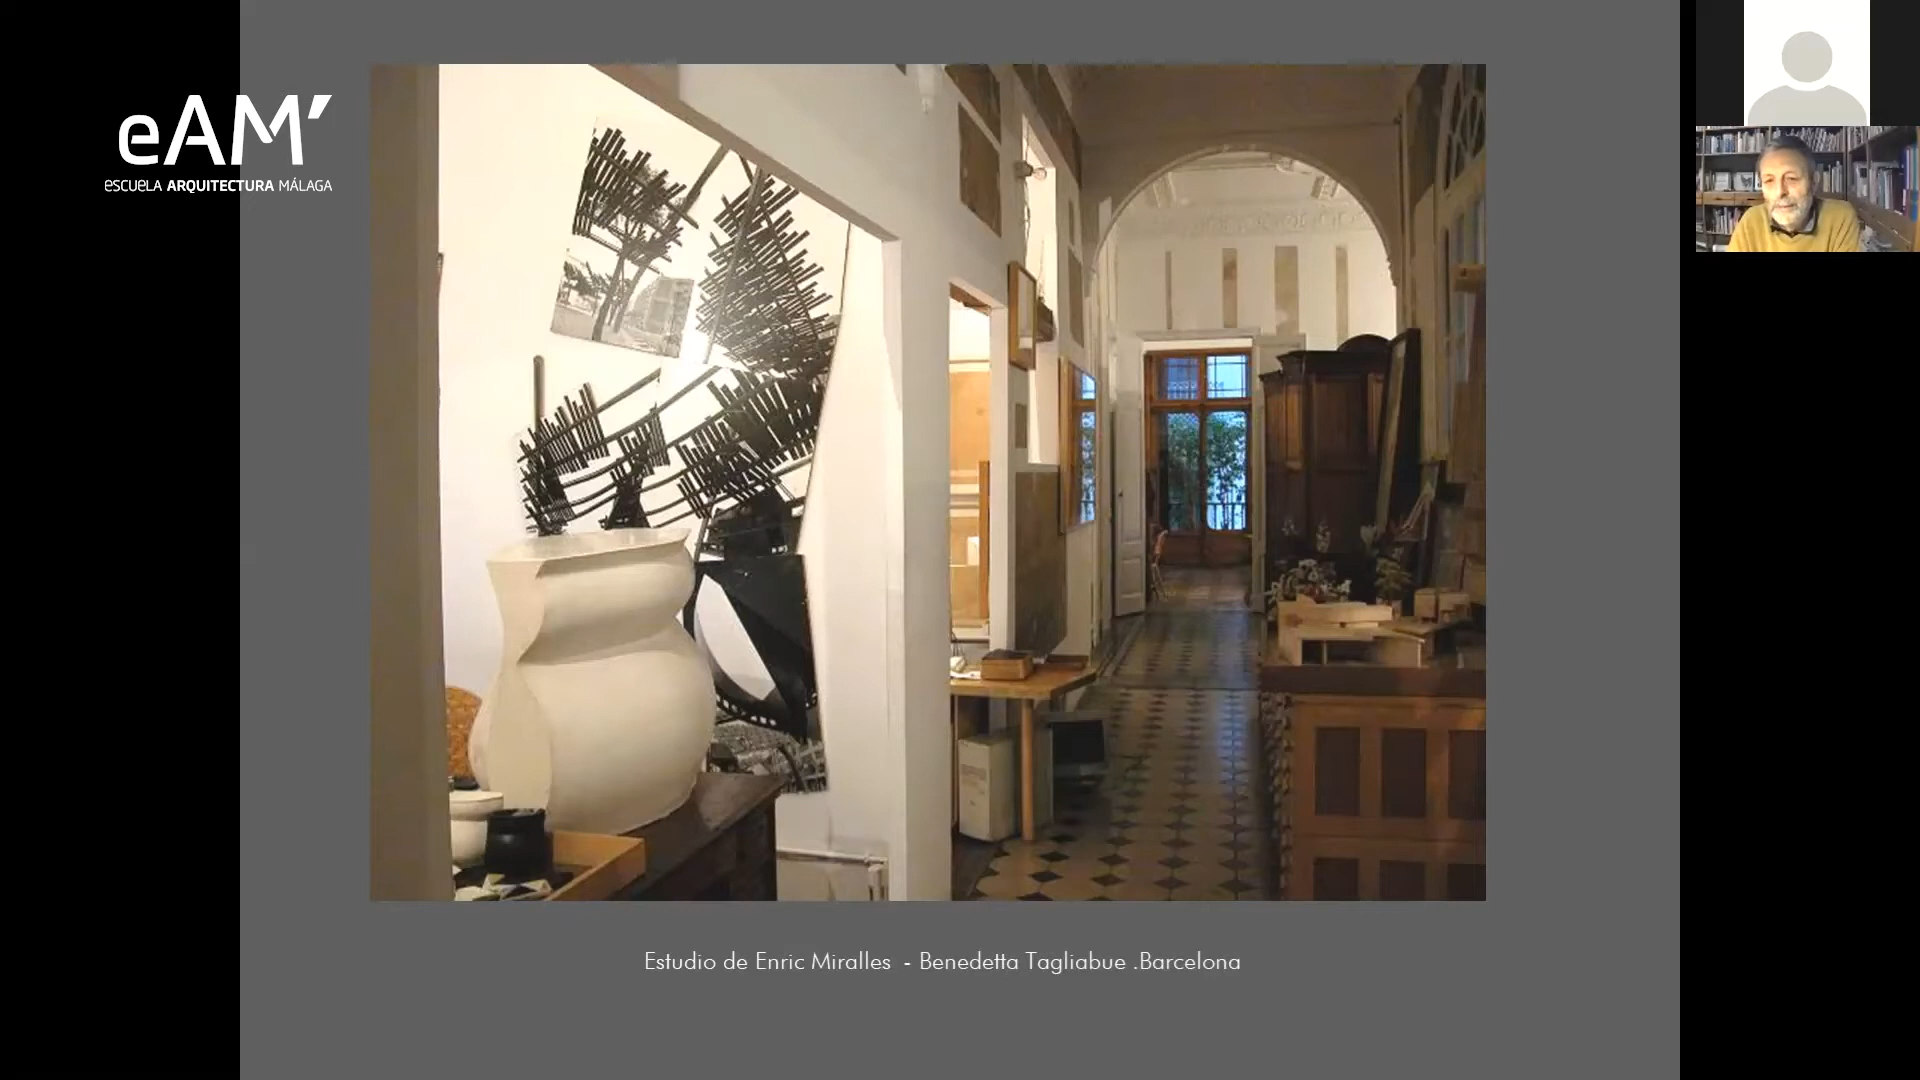 eAM'
escuela ARQUITECTURA MÁLAGA
Estudio de Enric Miralles - Benedetta Tagliabue .Barcelona